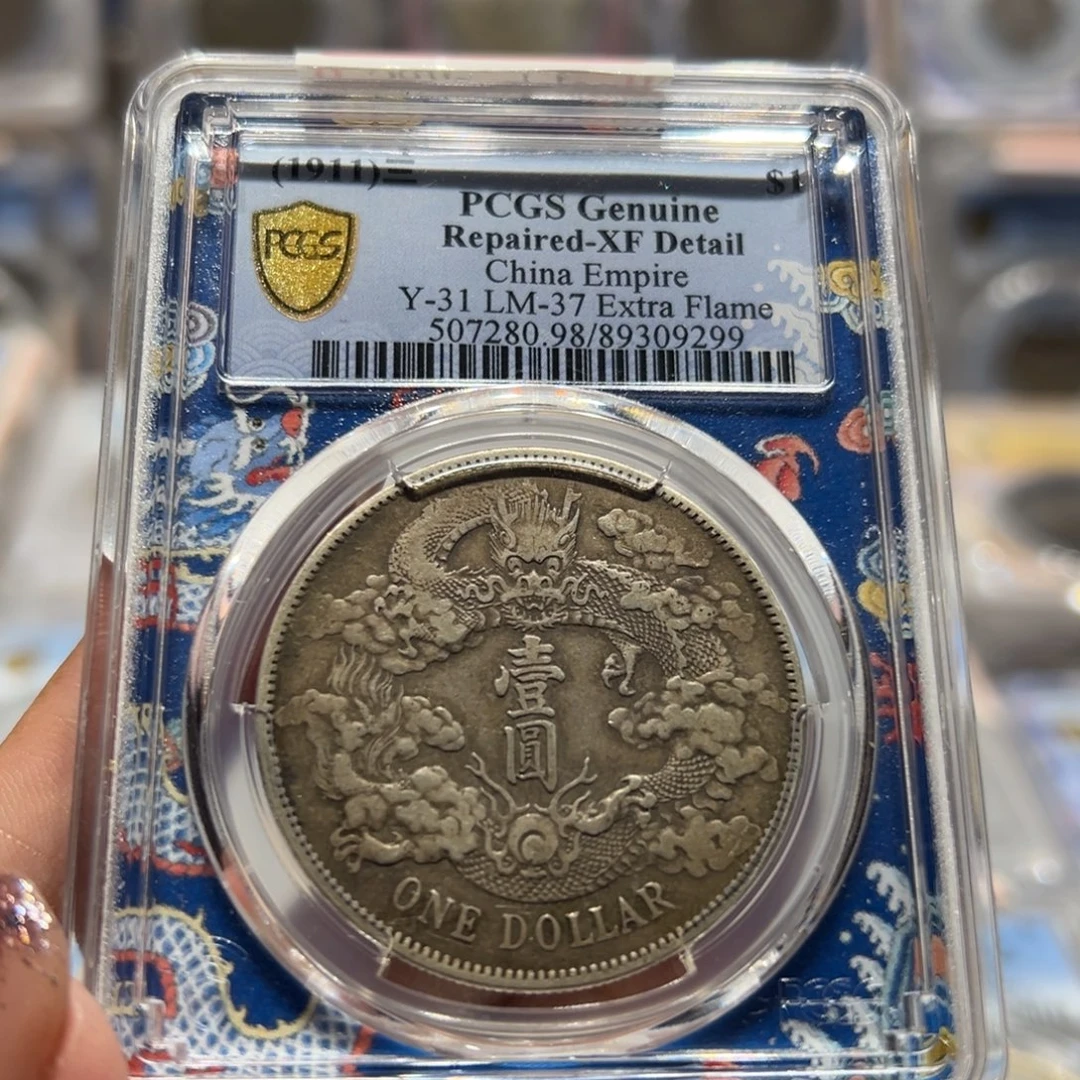 (1911)三 $1
PCGS Genuine
Repaired-XF Detail
PCGS
China Empire
Y-31 LM-37 Extra Flame
507280.98/89309299
壹
圓
ONE DOLLAR